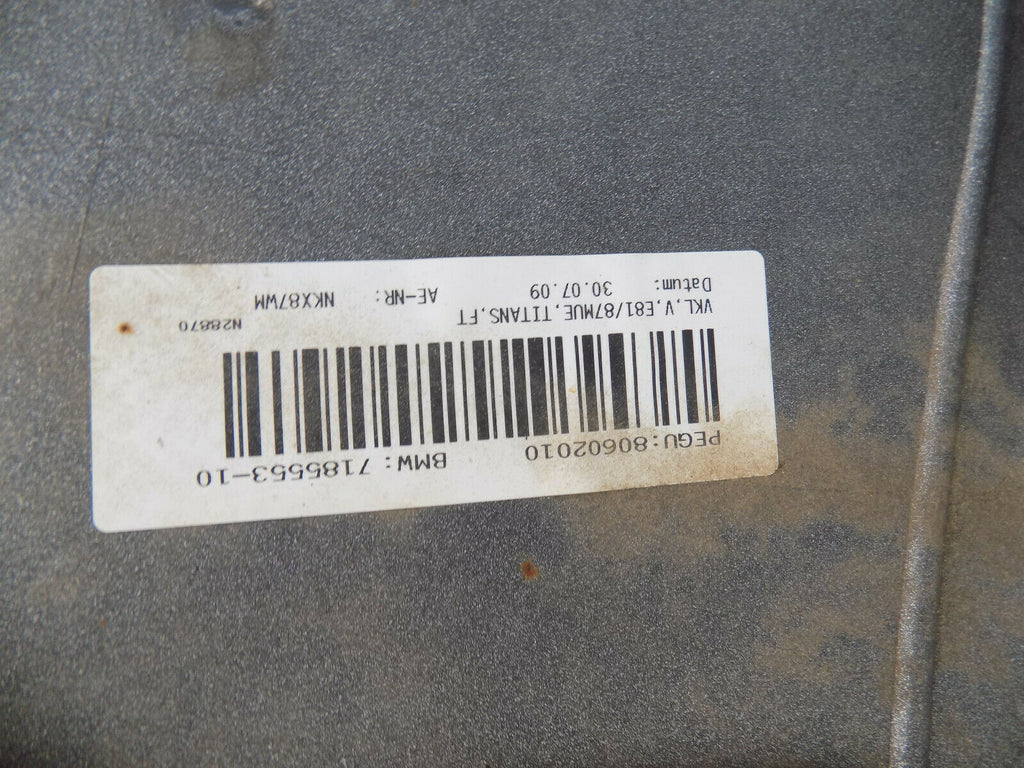 PEGU:80602010 BMW:7185553-10
VKL,V.E81/87MUE,TITANS,FT N28870
Datum: 30.07.09 AE-NR: NKX87WM